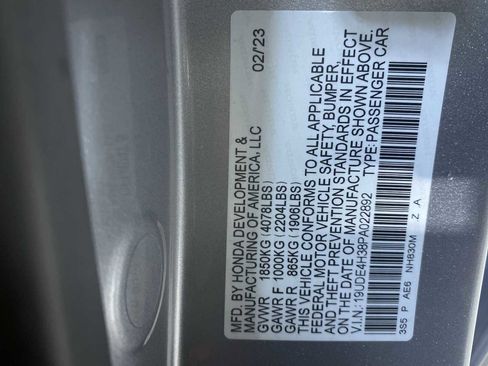 MFD. BY HONDA DEVELOPMENT & 02/23
MANUFACTURING OF AMERICA, LLC
GVWR 1850KG (4078LBS)
GAWR F 1000KG (2204LBS)
GAWR R 865KG (1906LBS)
THIS VEHICLE CONFORMS TO ALL APPLICABLE
FEDERAL MOTOR VEHICLE SAFETY, BUMPER,
AND THEFT PREVENTION STANDARDS IN EFFECT
ON THE DATE OF MANUFACTURE SHOWN ABOVE.
V.I.N.: 19UDE4H38PA022892 TYPE: PASSENGER CAR
3S5 P AE6 NH830M Z A